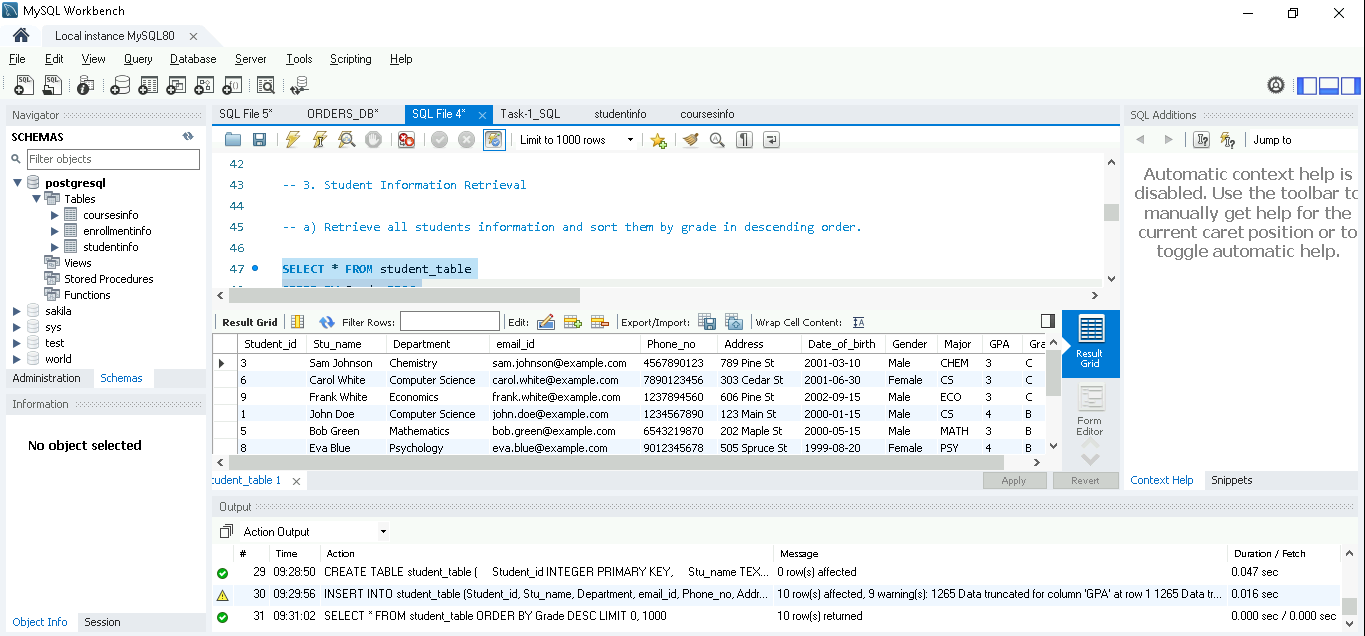 MySQL Workbench
Local instance MySQL80
File Edit View Query Database Server Tools Scripting Help
Navigator
SCHEMAS
Filter objects
postgresql
Tables
coursesinfo
enrollmentinfo
studentinfo
Views
Stored Procedures
Functions
sakila
sys
test
world
Administration Schemas
Information
No object selected
Object Info Session
SQL File 5* ORDERS_DB* SQL File 4* Task-1_SQL studentinfo coursesinfo
Limit to 1000 rows
42
43 -- 3. Student Information Retrieval
44
45 -- a) Retrieve all students information and sort them by grade in descending order.
46
47 SELECT * FROM student_table
Result Grid Filter Rows: Edit: Export/Import: Wrap Cell Content:
Student_id Stu_name Department email_id Phone_no Address Date_of_birth Gender Major GPA Gra
3 Sam Johnson Chemistry sam.johnson@example.com 4567890123 789 Pine St 2001-03-10 Male CHEM 3 C
6 Carol White Computer Science carol.white@example.com 7890123456 303 Cedar St 2001-06-30 Female CS 3 C
9 Frank White Economics frank.white@example.com 1237894560 606 Pine St 2002-09-15 Male ECO 3 C
1 John Doe Computer Science john.doe@example.com 1234567890 123 Main St 2000-01-15 Male CS 4 B
5 Bob Green Mathematics bob.green@example.com 6543219870 202 Maple St 2000-05-15 Male MATH 3 B
8 Eva Blue Psychology eva.blue@example.com 9012345678 505 Spruce St 1999-08-20 Female PSY 4 B
Result Grid
Form Editor
tudent_table 1
Apply Revert
Output
Action Output
# Time Action Message Duration / Fetch
29 09:28:50 CREATE TABLE student_table ( Student_id INTEGER PRIMARY KEY, Stu_name TEX... 0 row(s) affected 0.047 sec
30 09:29:56 INSERT INTO student_table (Student_id, Stu_name, Department, email_id, Phone_no, Addr... 10 row(s) affected, 9 warning(s): 1265 Data truncated for column 'GPA' at row 1 1265 Data tr... 0.016 sec
31 09:31:02 SELECT * FROM student_table ORDER BY Grade DESC LIMIT 0, 1000 10 row(s) returned 0.000 sec / 0.000 sec
SQL Additions
Jump to
Automatic context help is
disabled. Use the toolbar to
manually get help for the
current caret position or to
toggle automatic help.
Context Help Snippets